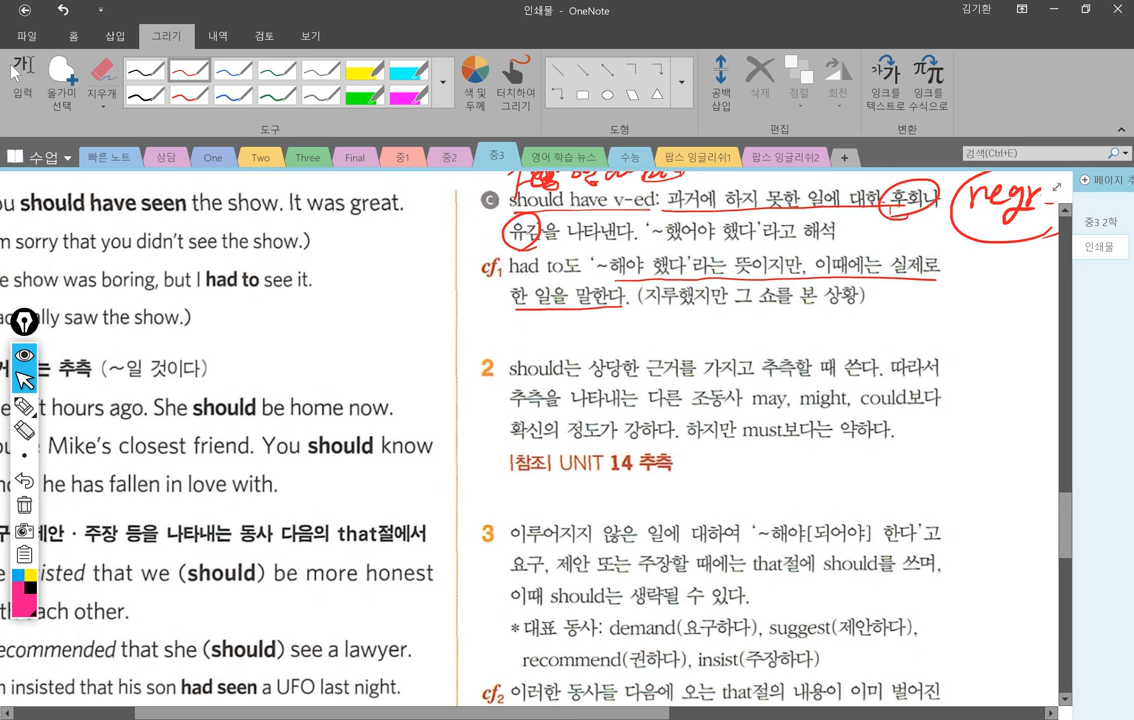 인쇄물 - OneNote
김기환
파일 홈 삽입 그리기 내역 검토 보기
입력
올가미 선택
지우개
색 및 두께
터치하여 그리기
공백 삽입
삭제
정렬
회전
잉크를 텍스트로
잉크를 수식으로
도구 도형 편집 변환
수업 빠른 노트 상담 One Two Three Final 중1 중2 중3 영어 학습 뉴스 수능 팝스 잉글리쉬1 팝스 잉글리쉬2 +
검색(Ctrl+E)
페이지 추
중3 2학
인쇄물
should have seen the show. It was great.
m sorry that you didn't see the show.)
e show was boring, but I had to see it.
ally saw the show.)
추측 (~일 것이다)
hours ago. She should be home now.
Mike's closest friend. You should know
he has fallen in love with.
제안 · 주장 등을 나타내는 동사 다음의 that절에서
isted that we (should) be more honest
each other.
ecommended that she (should) see a lawyer.
insisted that his son had seen a UFO last night.
C should have v-ed: 과거에 하지 못한 일에 대한 후회나
유감을 나타낸다. '~했어야 했다'라고 해석
regr
cf1 had to도 '~해야 했다'라는 뜻이지만, 이때에는 실제로
한 일을 말한다. (지루했지만 그 쇼를 본 상황)
2 should는 상당한 근거를 가지고 추측할 때 쓴다. 따라서
추측을 나타내는 다른 조동사 may, might, could보다
확신의 정도가 강하다. 하지만 must보다는 약하다.
|참조| UNIT 14 추측
3 이루어지지 않은 일에 대하여 '~해야[되어야] 한다'고
요구, 제안 또는 주장할 때에는 that절에 should를 쓰며,
이때 should는 생략될 수 있다.
* 대표 동사: demand(요구하다), suggest(제안하다),
recommend(권하다), insist(주장하다)
cf2 이러한 동사들 다음에 오는 that절의 내용이 이미 벌어진